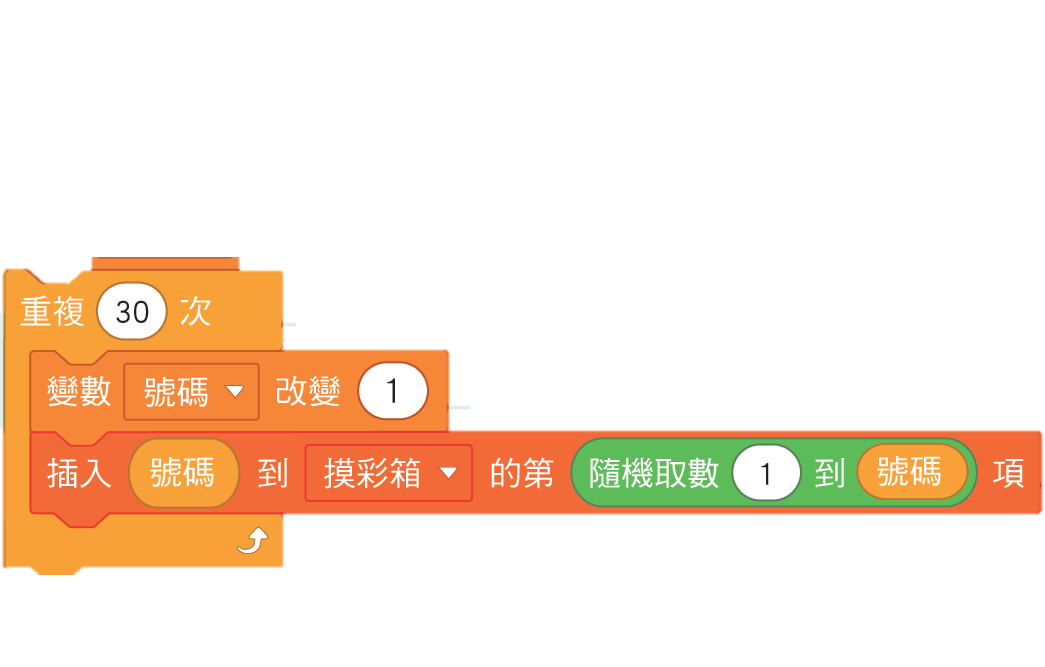 重複 30 次
變數 號碼 改變 1
插入 號碼 到 摸彩箱 的第 隨機取數 1 到 號碼 項